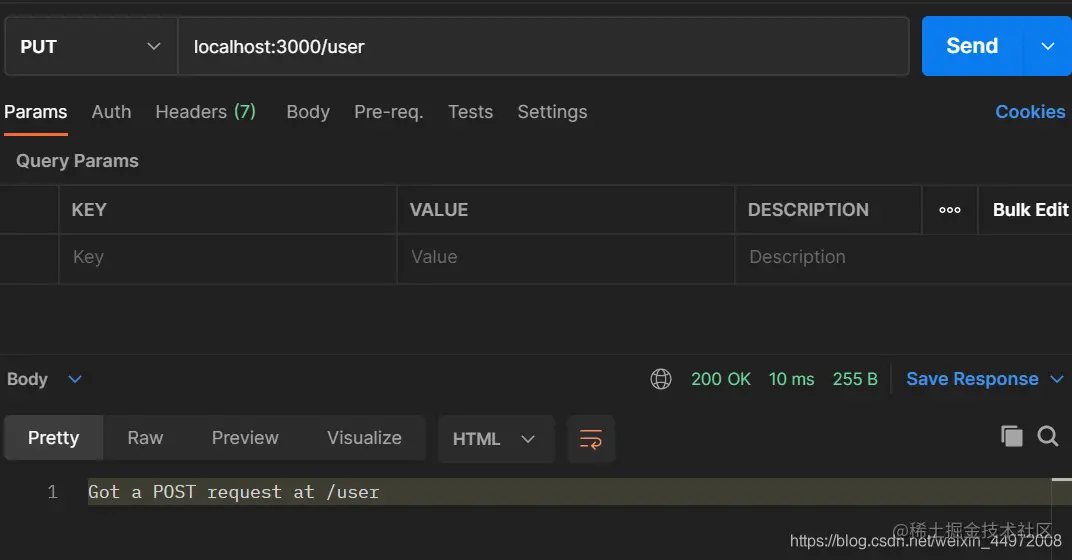 PUT localhost:3000/user Send
Params Auth Headers (7) Body Pre-req. Tests Settings Cookies
Query Params
KEY VALUE DESCRIPTION ooo Bulk Edit
Key Value Description
Body 200 OK 10 ms 255 B Save Response
Pretty Raw Preview Visualize HTML
1 Got a POST request at /user
@稀土掘金技术社区
https://blog.csdn.net/weixin_44972008